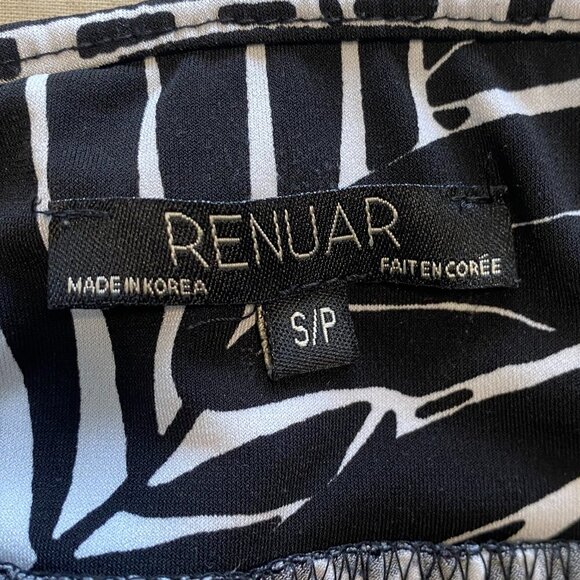 RENUAR
MADE IN KOREA
FAIT EN CORÉE
S/P